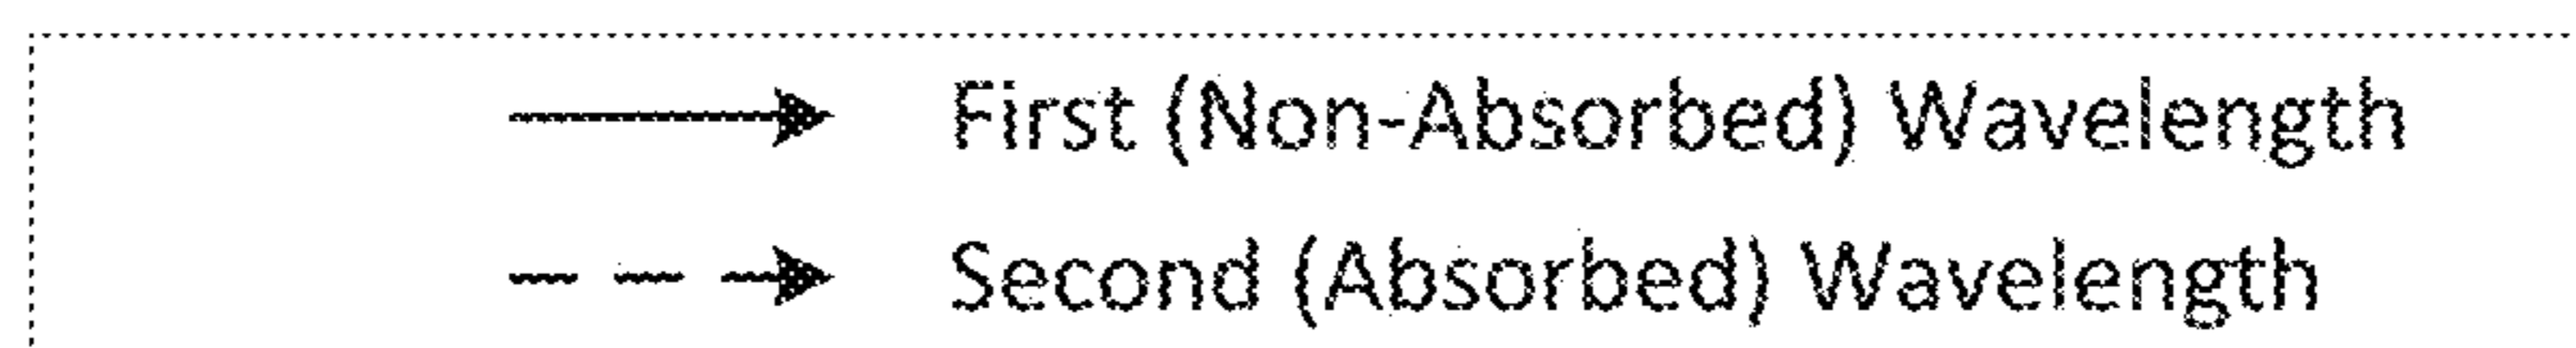 First (Non-Absorbed) Wavelength
Second (Absorbed) Wavelength